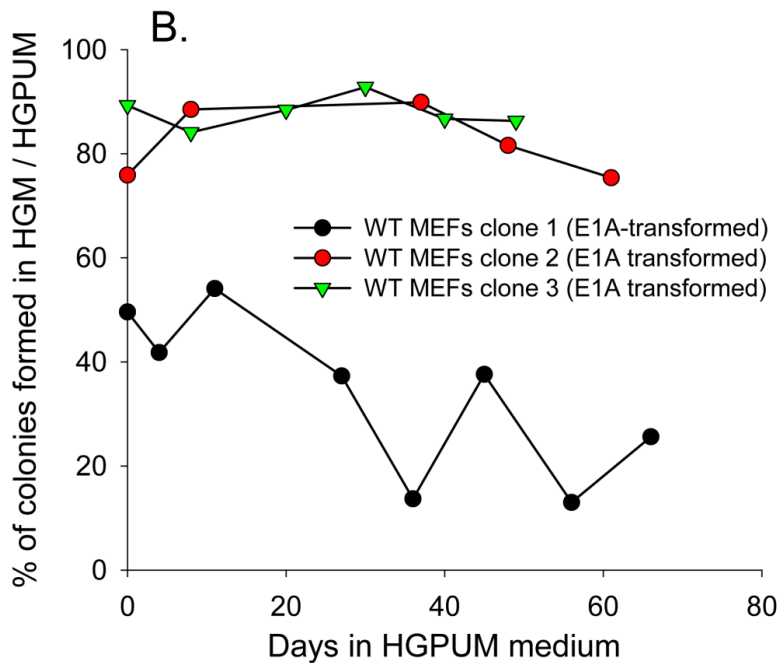 B.
% of colonies formed in HGM / HGPUM
100
80
60
40
20
0
WT MEFs clone 1 (E1A-transformed)
WT MEFs clone 2 (E1A transformed)
WT MEFs clone 3 (E1A transformed)
0 20 40 60 80
Days in HGPUM medium